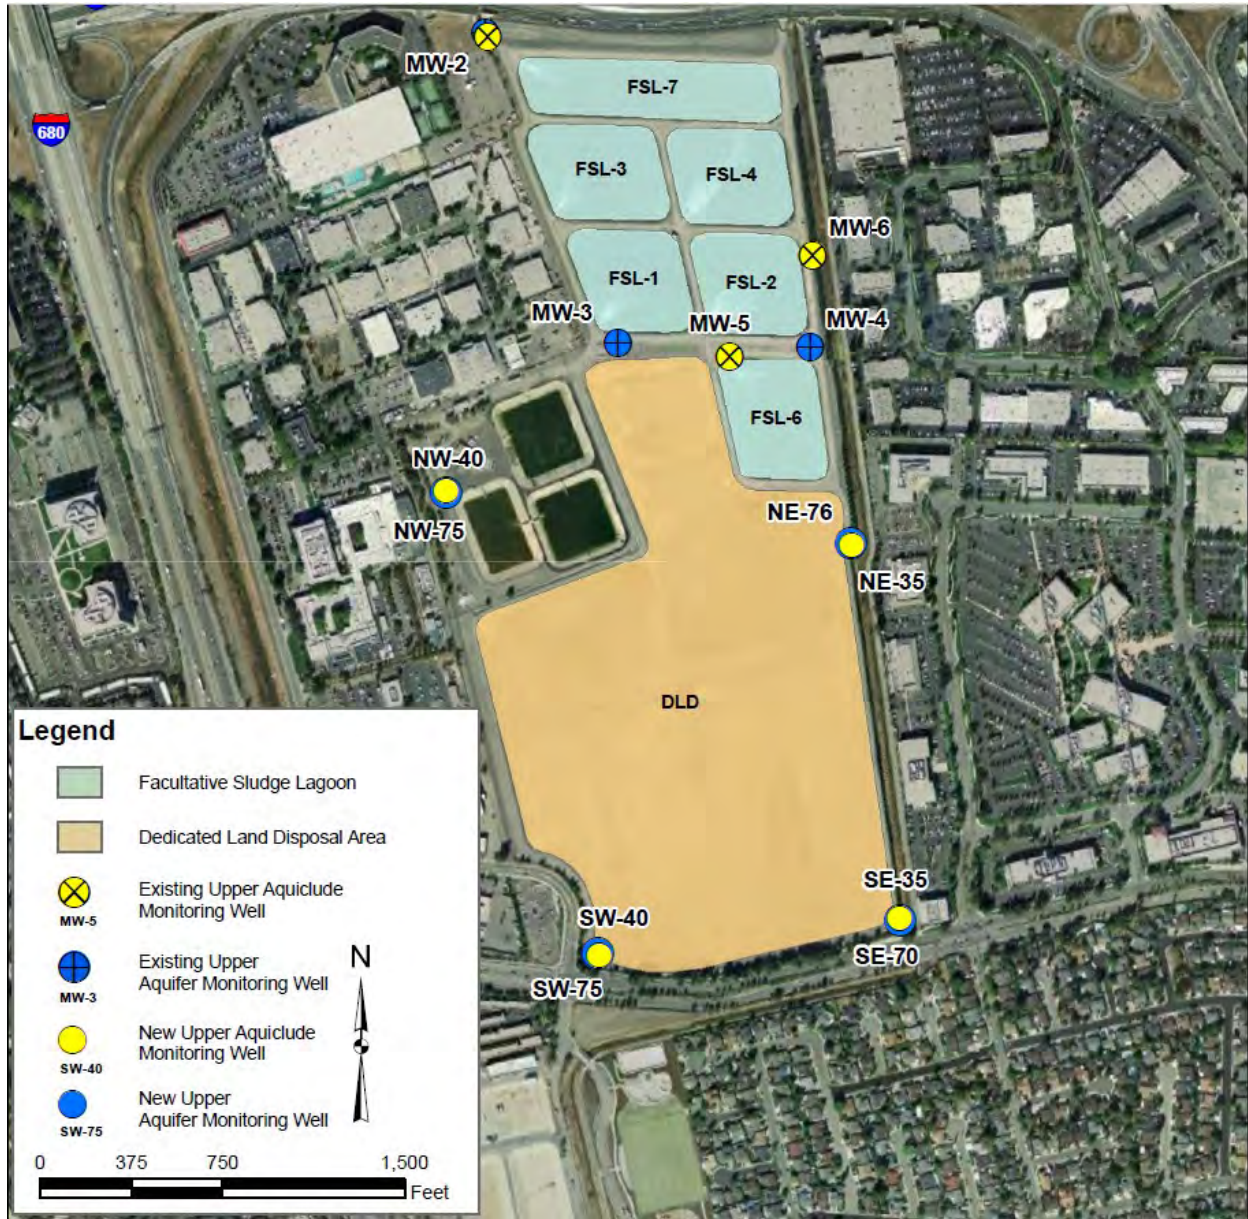 MW-2
FSL-7
680
FSL-3
FSL-4
MW-6
FSL-1
FSL-2
MW-3
MW-5
MW-4
FSL-6
NW-40
NW-75
NE-76
NE-35
DLD
SE-35
SE-70
SW-40
SW-75
Legend
Facultative Sludge Lagoon
Dedicated Land Disposal Area
Existing Upper Aquiclude
Monitoring Well
MW-5
Existing Upper
Aquifer Monitoring Well
MW-3
New Upper Aquiclude
Monitoring Well
SW-40
New Upper
Aquifer Monitoring Well
SW-75
N
0 375 750 1,500
Feet